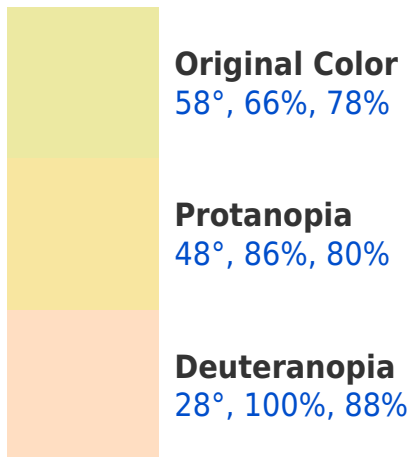 Original Color
58°, 66%, 78%
Protanopia
48°, 86%, 80%
Deuteranopia
28°, 100%, 88%